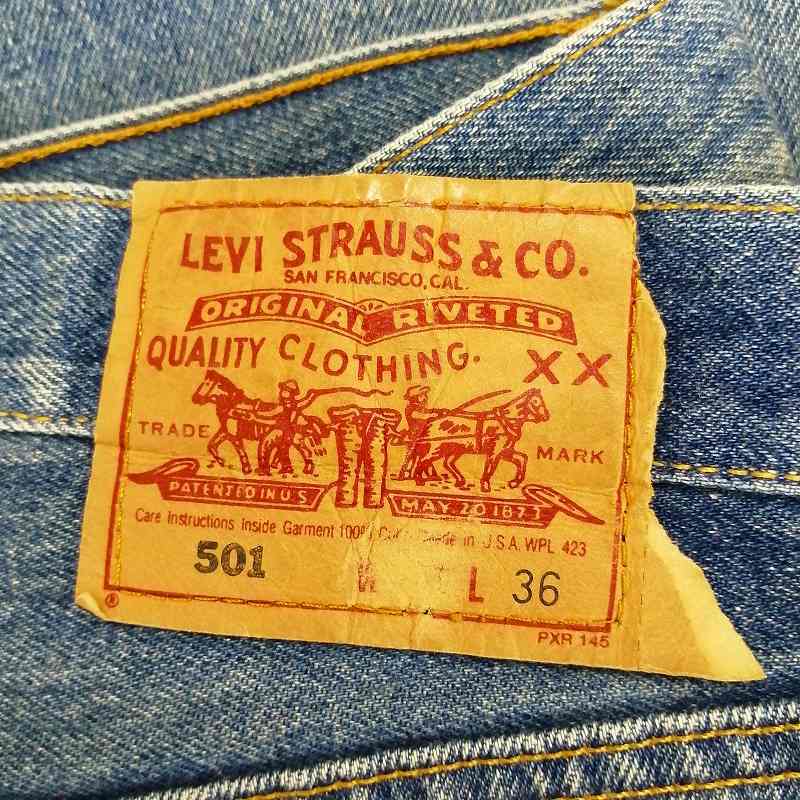 LEVI STRAUSS & CO.
SAN FRANCISCO, CAL.
ORIGINAL RIVETED
QUALITY CLOTHING. XX
TRADE MARK
PATENTED IN U.S. MAY 20 1873
Care Instructions Inside Garment 100% Made in U.S.A. WPL 423
501 W L 36
® PXR 145